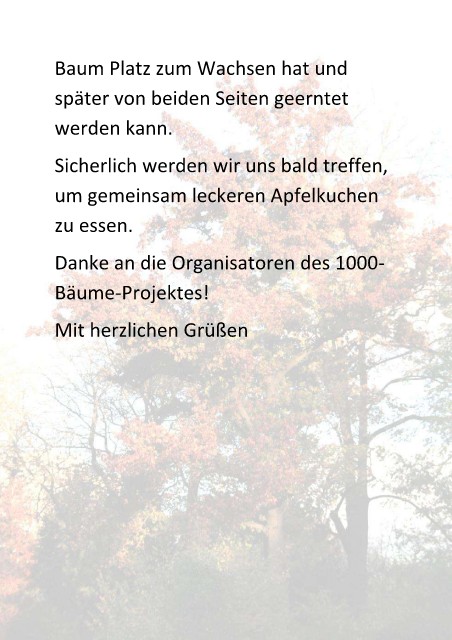 Baum Platz zum Wachsen hat und
später von beiden Seiten geerntet
werden kann.
Sicherlich werden wir uns bald treffen,
um gemeinsam leckeren Apfelkuchen
zu essen.
Danke an die Organisatoren des 1000-
Bäume-Projektes!
Mit herzlichen Grüßen